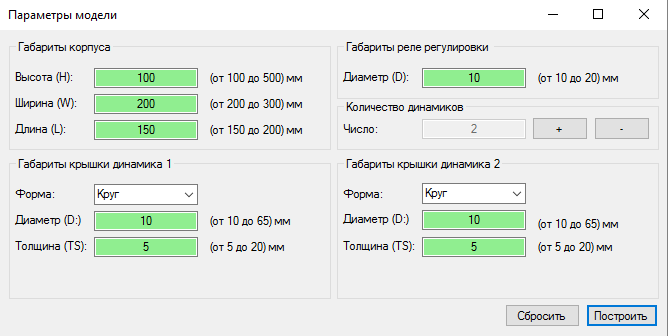 Параметры модели
Габариты корпуса
Высота (H): 100 (от 100 до 500) мм
Ширина (W): 200 (от 200 до 300) мм
Длина (L): 150 (от 150 до 200) мм
Габариты реле регулировки
Диаметр (D): 10 (от 10 до 20) мм
Количество динамиков
Число: 2 + -
Габариты крышки динамика 1
Форма: Круг
Диаметр (D:) 10 (от 10 до 65) мм
Толщина (TS): 5 (от 5 до 20) мм
Габариты крышки динамика 2
Форма: Круг
Диаметр (D:) 10 (от 10 до 65) мм
Толщина (TS): 5 (от 5 до 20) мм
Сбросить Построить